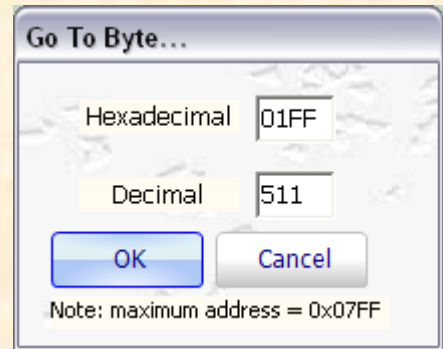 Go To Byte...
Hexadecimal 01FF
Decimal 511
OK Cancel
Note: maximum address = 0x07FF